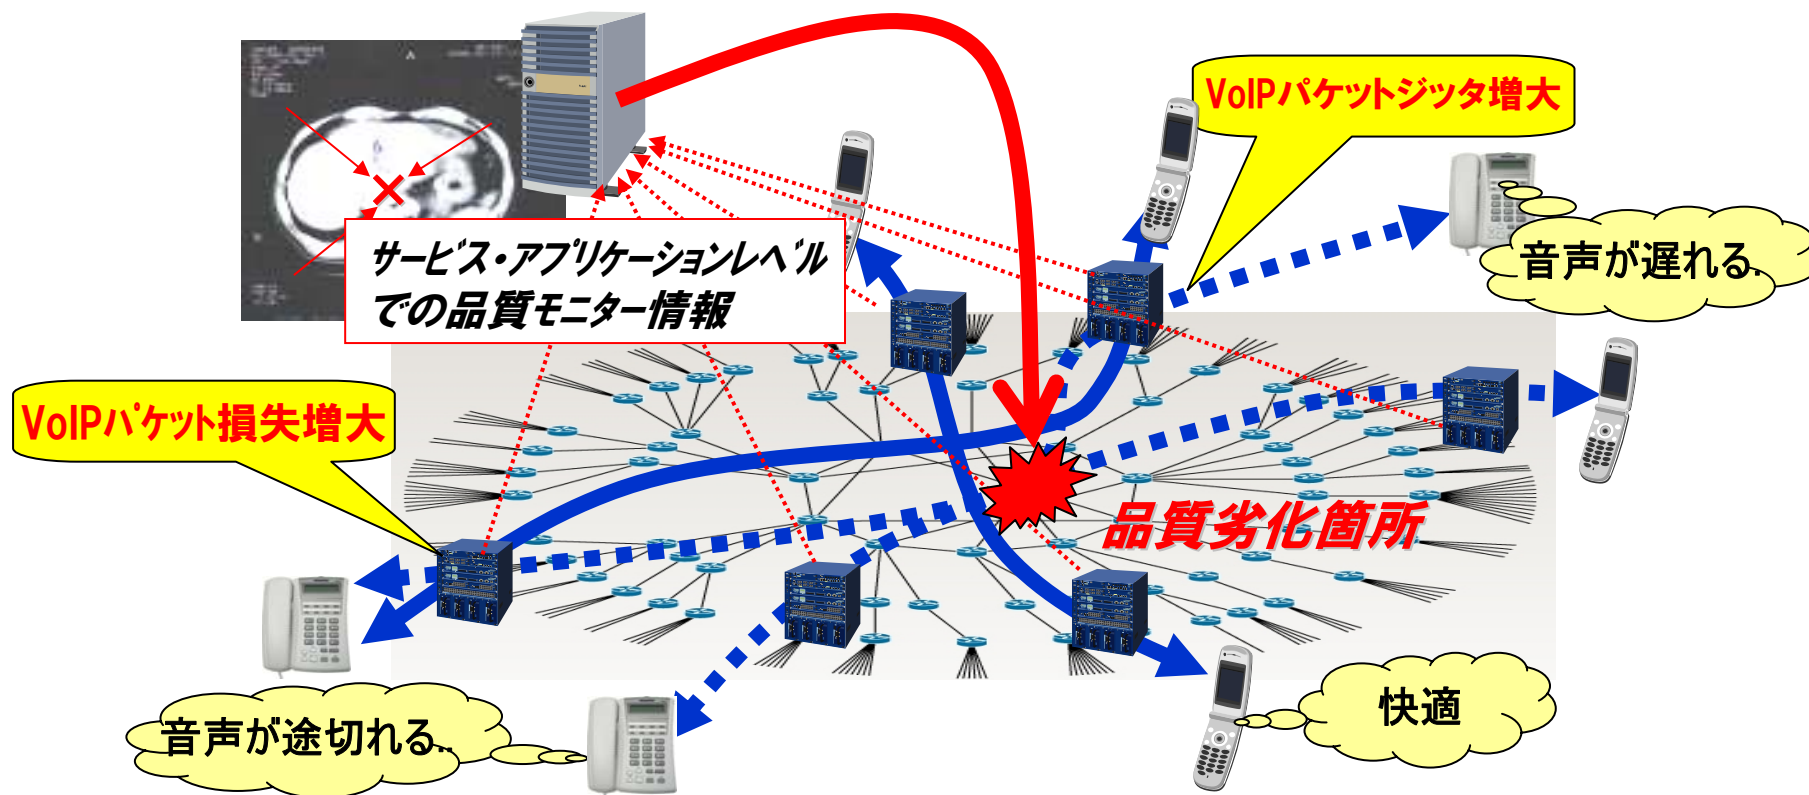 VoIPパケットジッタ増大
音声が遅れる.
サービス・アプリケーションレベル
での品質モニター情報
VoIPパケット損失増大
品質劣化箇所
快適
音声が途切れる..
A